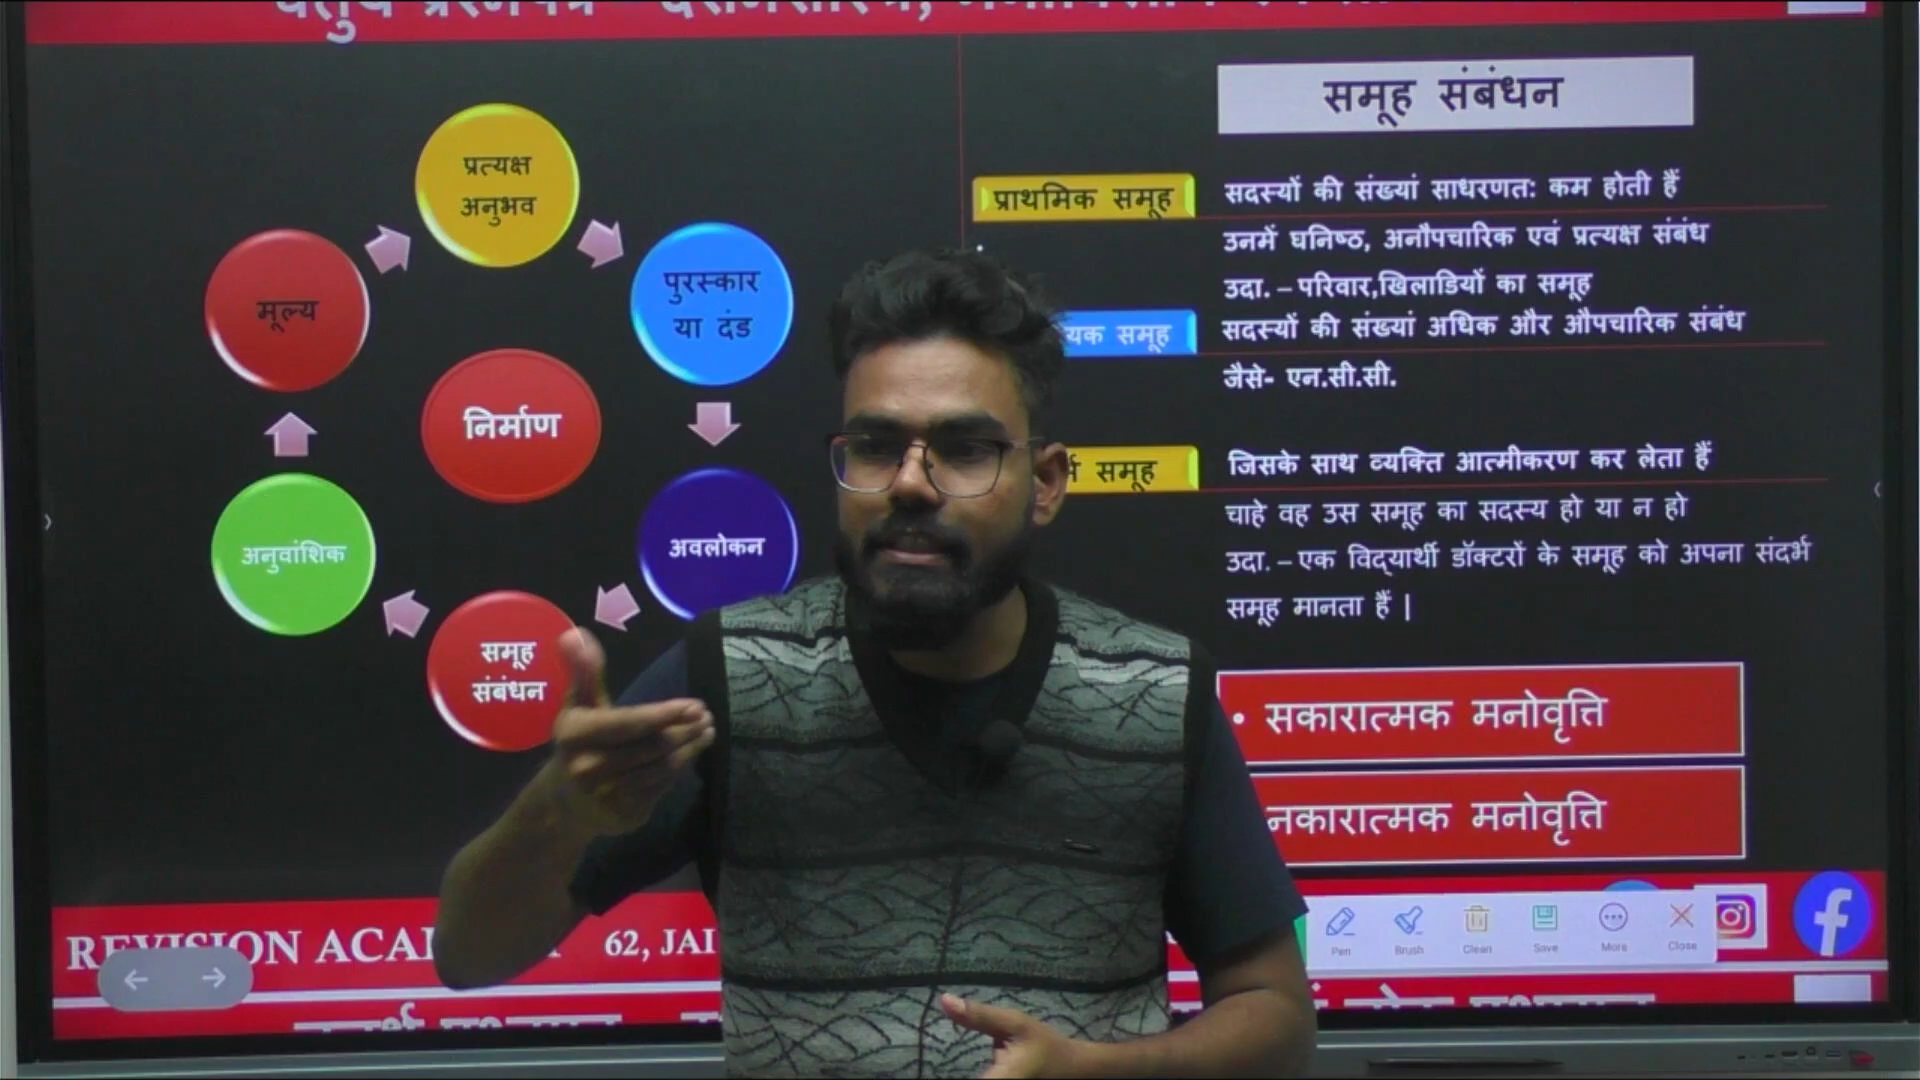 प्रत्यक्ष
अनुभव
पुरस्कार
या दंड
अवलोकन
समूह
संबंधन
अनुवांशिक
मूल्य
निर्माण
समूह संबंधन
प्राथमिक समूह
सदस्यों की संख्यां साधरणत: कम होती हैं
उनमें घनिष्ठ, अनौपचारिक एवं प्रत्यक्ष संबंध
उदा. – परिवार,खिलाडियों का समूह
समूह
सदस्यों की संख्यां अधिक और औपचारिक संबंध
जैसे- एन.सी.सी.
समूह
जिसके साथ व्यक्ति आत्मीकरण कर लेता हैं
चाहे वह उस समूह का सदस्य हो या न हो
उदा. – एक विद्यार्थी डॉक्टरों के समूह को अपना संदर्भ
समूह मानता हैं |
• सकारात्मक मनोवृत्ति
नकारात्मक मनोवृत्ति
REVISION 62,
Pen Brush Clean Save More Close